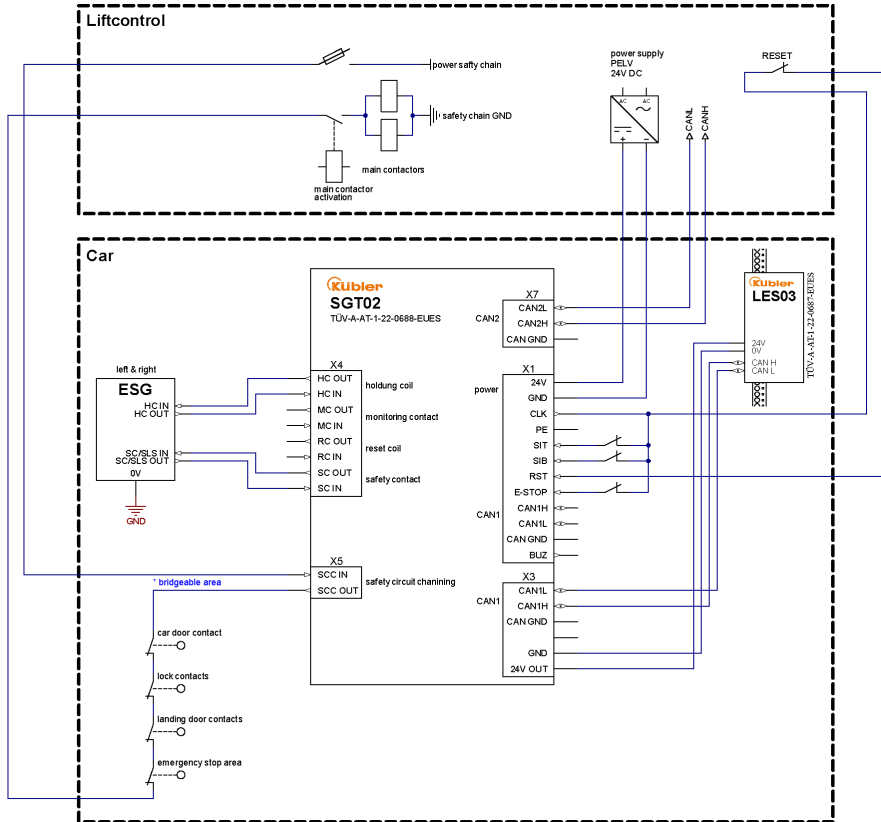 Liftcontrol
power safty chain
safety chain GND
main contactors
main contactor
activation
power supply
PELV
24V DC
AC
AC
+
-
CANL
CANH
RESET
Car
Kübler
SGT02
TÜV-A-AT-1-22-0688-EUES
X7
CAN2
CAN2L
CAN2H
CAN GND
Kübler
LES03
TÜV-A-AT-1-22-0687-EUES
24V
0V
CAN H
CAN L
left & right
ESG
HC IN
HC OUT
SC/SLS IN
SC/SLS OUT
0V
GND
X4
HC OUT
HC IN
MC OUT
MC IN
RC OUT
RC IN
SC OUT
SC IN
holdung coil
monitoring contact
reset coil
safety contact
X1
power
24V
GND
CLK
PE
SIT
SIB
RST
E-STOP
CAN1
CAN1H
CAN1L
CAN GND
BUZ
X5
SCC IN
SCC OUT
safety circuit chanining
X3
CAN1
CAN1L
CAN1H
CAN GND
GND
24V OUT
* bridgeable area
car door contact
lock contacts
landing door contacts
emergency stop area